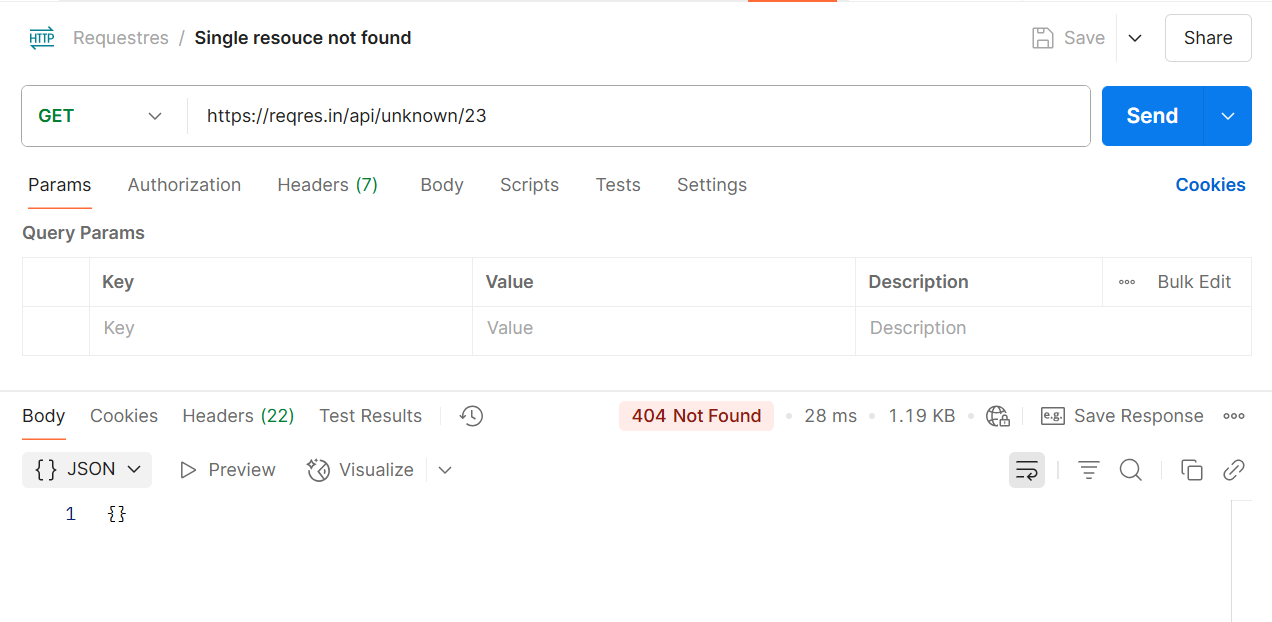 HTTP Requestres / Single resouce not found Save Share
GET https://reqres.in/api/unknown/23 Send
Params Authorization Headers (7) Body Scripts Tests Settings Cookies
Query Params
Key Value Description Bulk Edit
Key Value Description
Body Cookies Headers (22) Test Results 404 Not Found 28 ms 1.19 KB e.g. Save Response
{} JSON Preview Visualize
1 {}